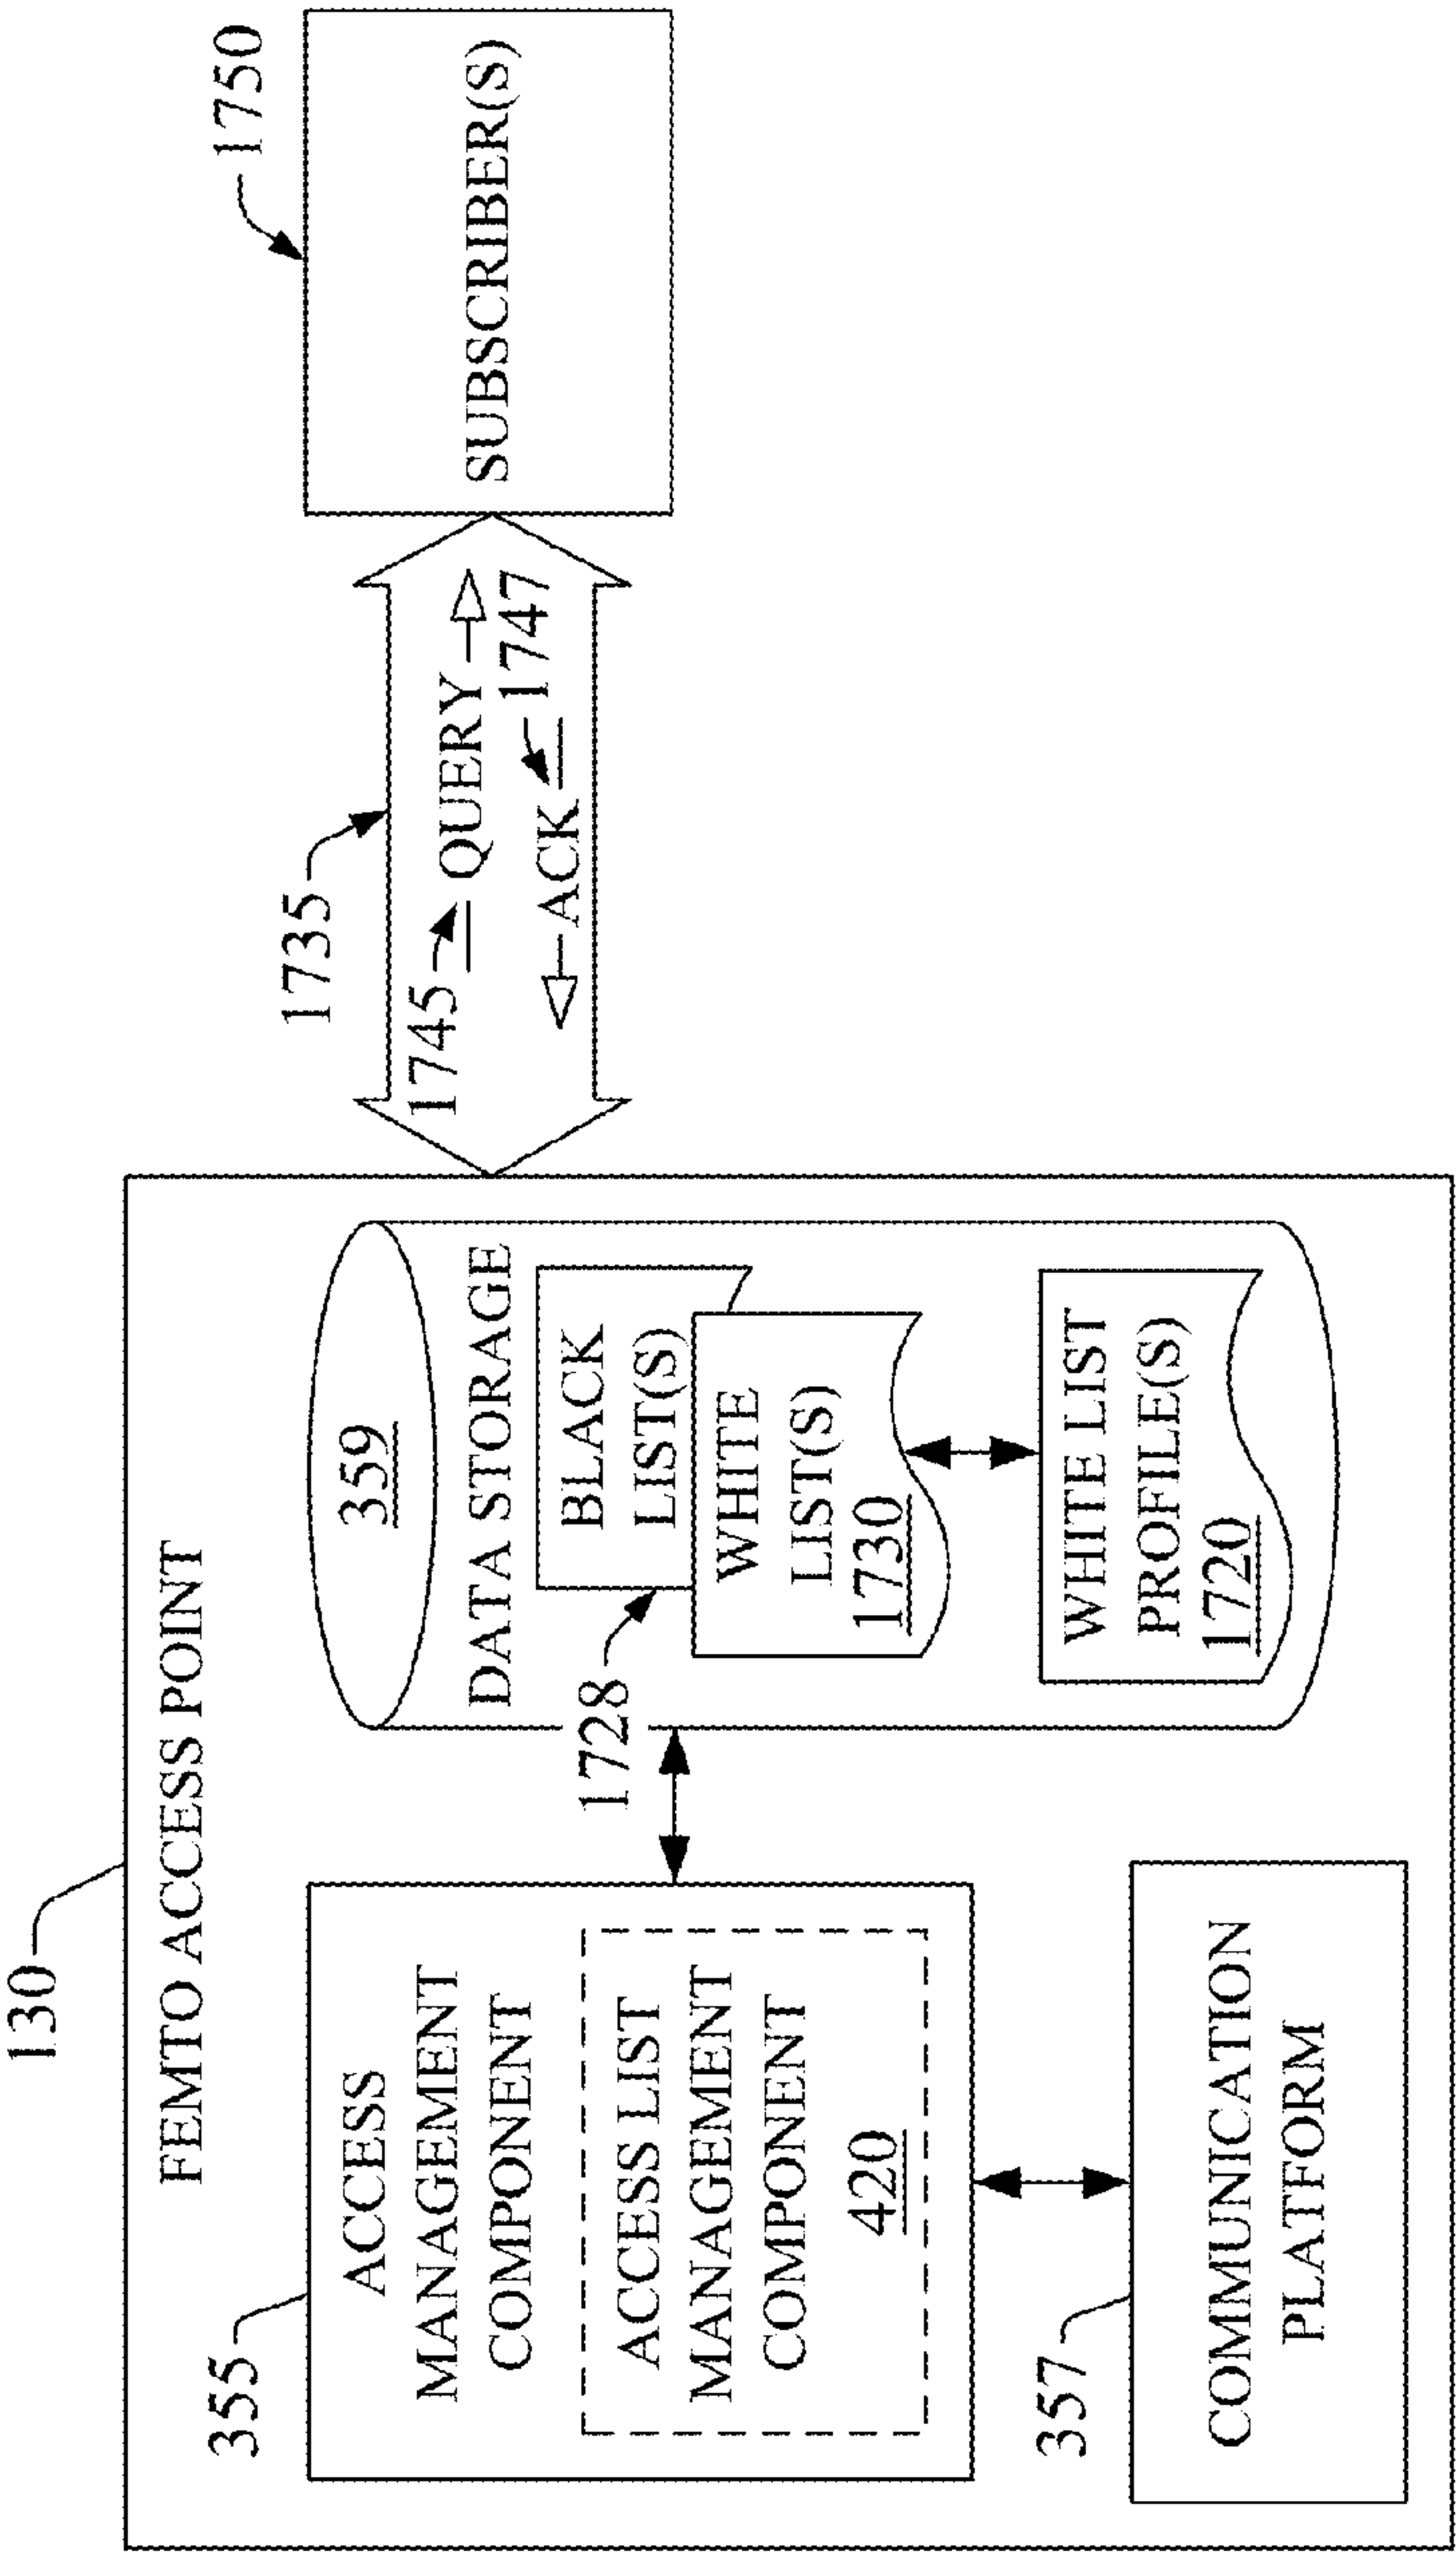 130
FEMTO ACCESS POINT
355
ACCESS
MANAGEMENT
COMPONENT
ACCESS LIST
MANAGEMENT
COMPONENT
420
357
COMMUNICATION
PLATFORM
359
DATA STORAGE
1728
BLACK
LIST(S)
WHITE
LIST(S)
1730
WHITE LIST
PROFILE(S)
1720
1735
1745
QUERY
ACK
1747
1750
SUBSCRIBER(S)